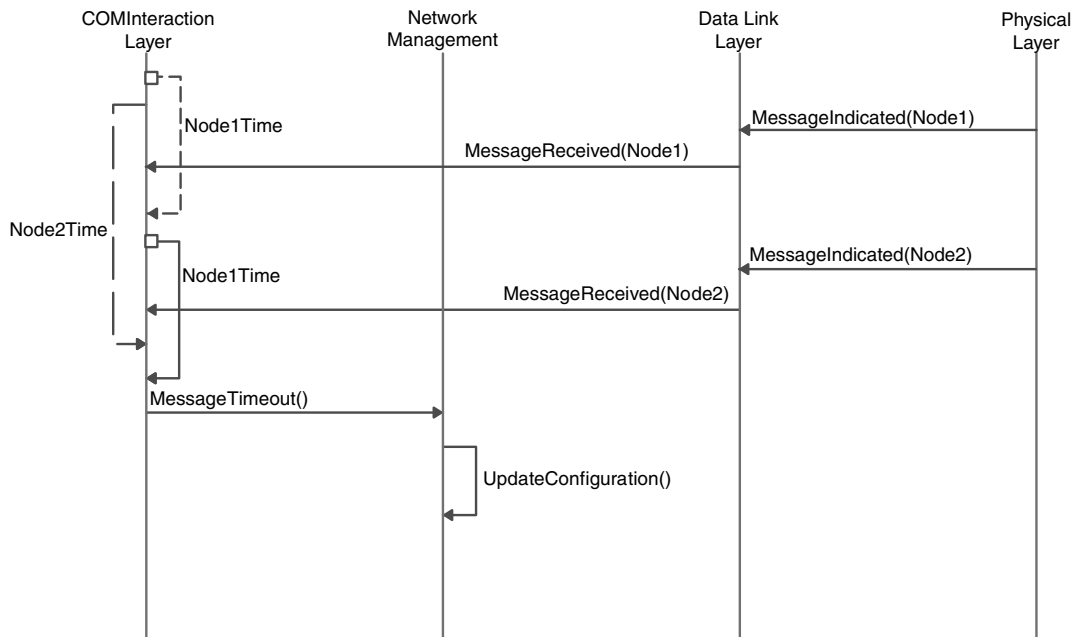 COMInteraction
Layer
Network
Management
Data Link
Layer
Physical
Layer
Node1Time
MessageIndicated(Node1)
MessageReceived(Node1)
Node2Time
Node1Time
MessageIndicated(Node2)
MessageReceived(Node2)
MessageTimeout()
UpdateConfiguration()